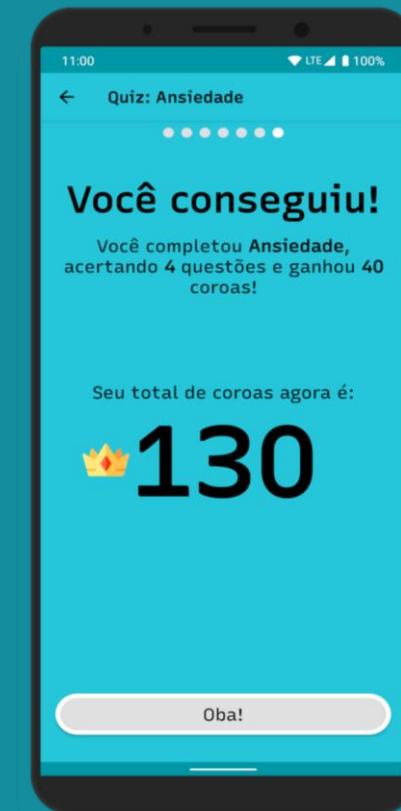 11:00 LTE 100%
Quiz: Ansiedade
Você conseguiu!
Você completou Ansiedade,
acertando 4 questões e ganhou 40
coroas!
Seu total de coroas agora é:
130
Oba!